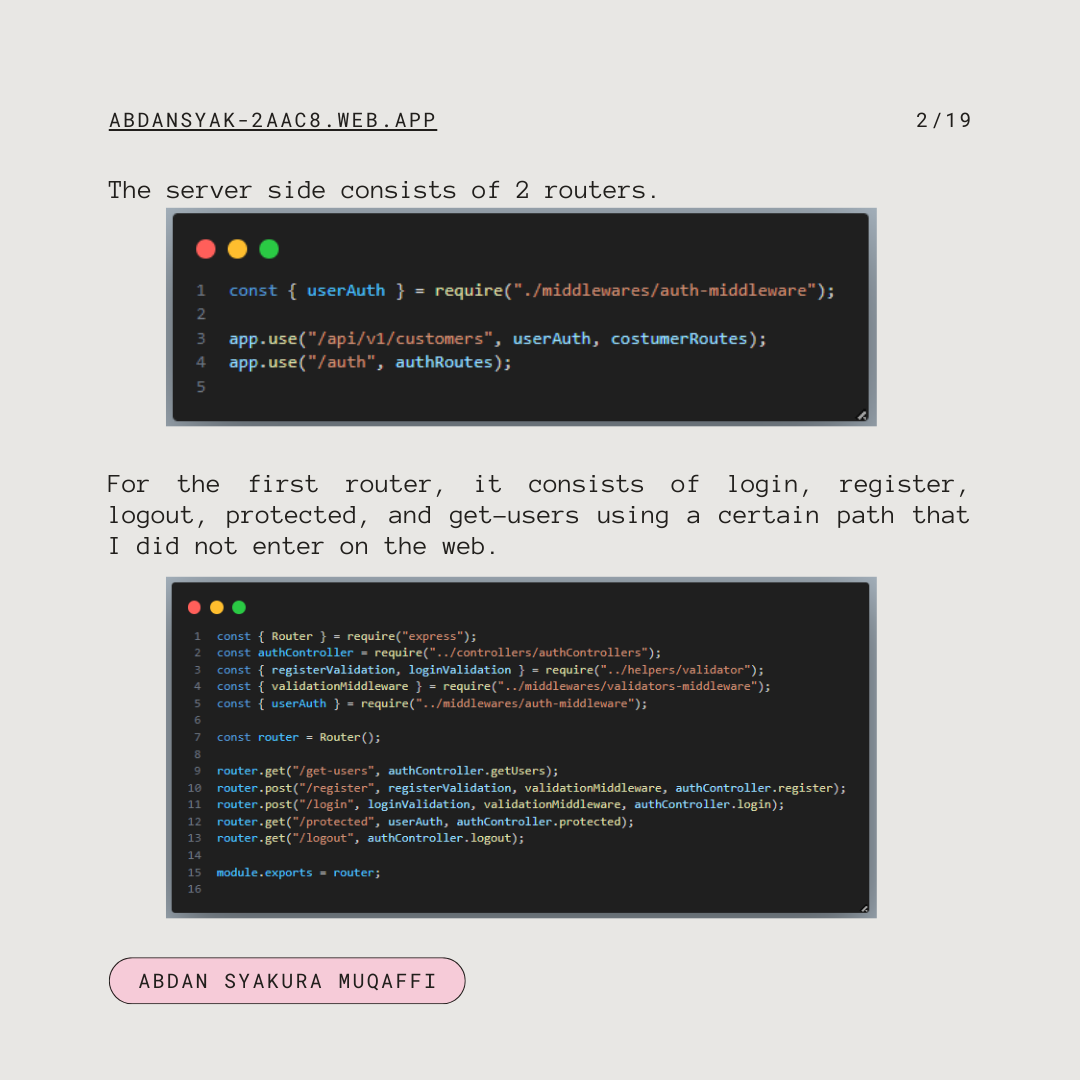 ABDANSYAK-2AAC8.WEB.APP
2/19
The server side consists of 2 routers.
1 const { userAuth } = require("./middlewares/auth-middleware");
2
3 app.use("/api/v1/customers", userAuth, costumerRoutes);
4 app.use("/auth", authRoutes);
5
For the first router, it consists of login, register,
logout, protected, and get-users using a certain path that
I did not enter on the web.
1 const { Router } = require("express");
2 const authController = require("../controllers/authControllers");
3 const { registerValidation, loginValidation } = require("../helpers/validator");
4 const { validationMiddleware } = require("../middlewares/validators-middleware");
5 const { userAuth } = require("../middlewares/auth-middleware");
6
7 const router = Router();
8
9 router.get("/get-users", authController.getUsers);
10 router.post("/register", registerValidation, validationMiddleware, authController.register);
11 router.post("/login", loginValidation, validationMiddleware, authController.login);
12 router.get("/protected", userAuth, authController.protected);
13 router.get("/logout", authController.logout);
14
15 module.exports = router;
16
ABDAN SYAKURA MUQAFFI